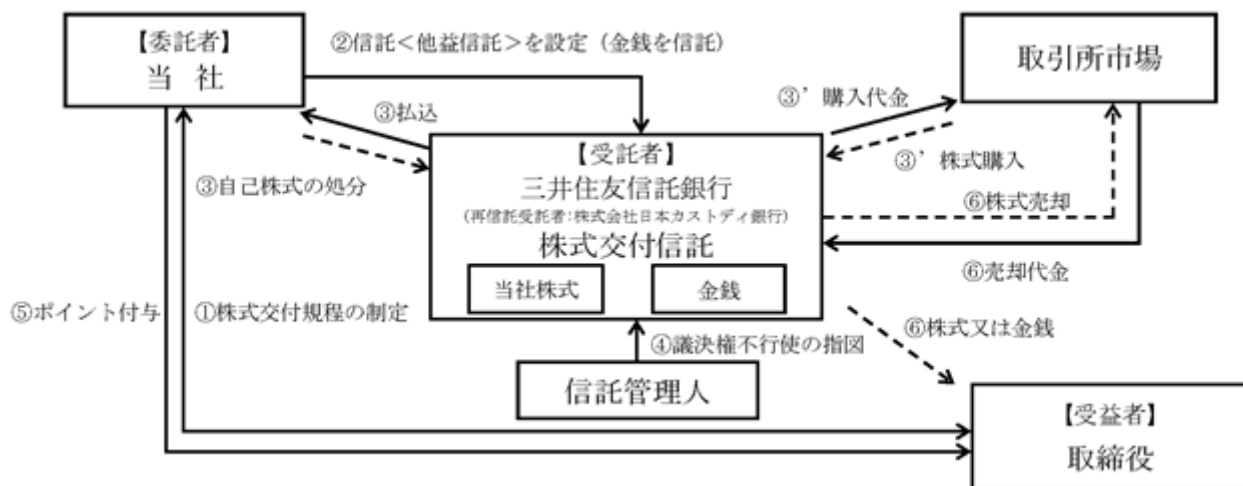 【委託者】
当 社
②信託＜他益信託＞を設定（金銭を信託）
取引所市場
③払込
③’購入代金
③’株式購入
③自己株式の処分
【受託者】
三井住友信託銀行
(再信託受託者:株式会社日本カストディ銀行)
株式交付信託
当社株式
金銭
⑥株式売却
⑥売却代金
⑤ポイント付与
①株式交付規程の制定
④議決権不行使の指図
⑥株式又は金銭
信託管理人
【受益者】
取締役